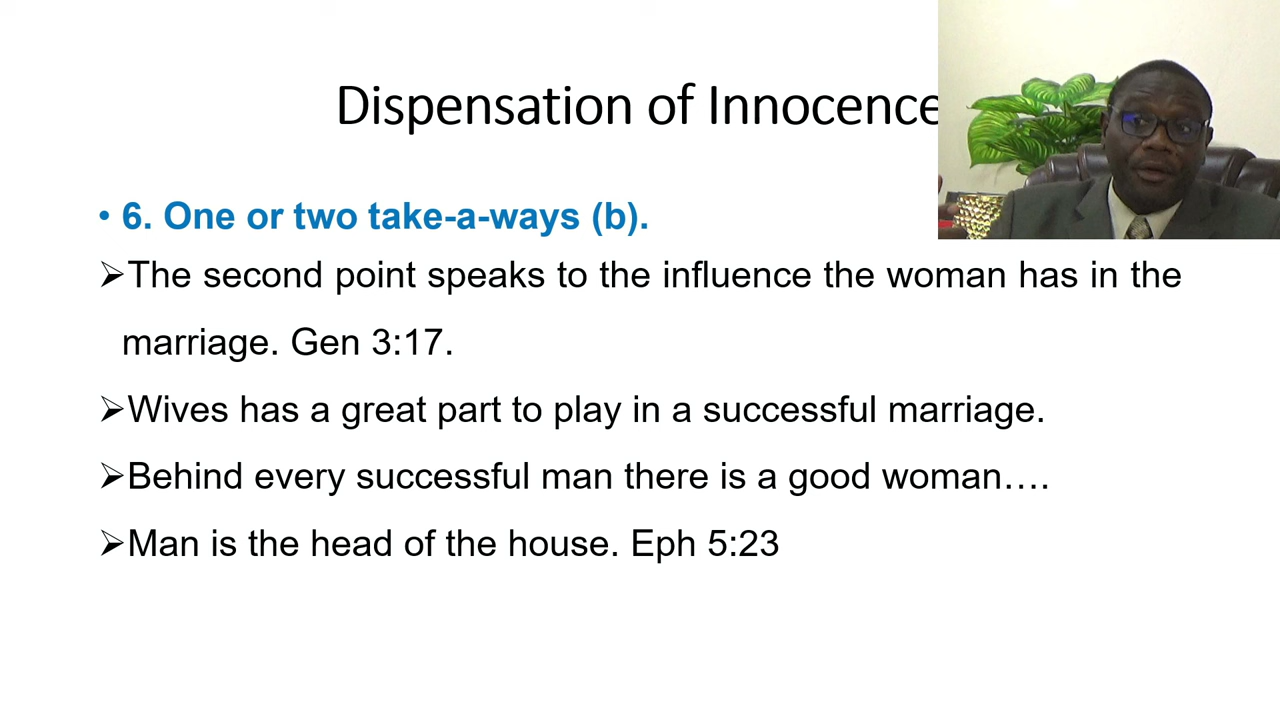 Dispensation of Innocence
• 6. One or two take-a-ways (b).
➢The second point speaks to the influence the woman has in the
marriage. Gen 3:17.
➢Wives has a great part to play in a successful marriage.
➢Behind every successful man there is a good woman….
➢Man is the head of the house. Eph 5:23